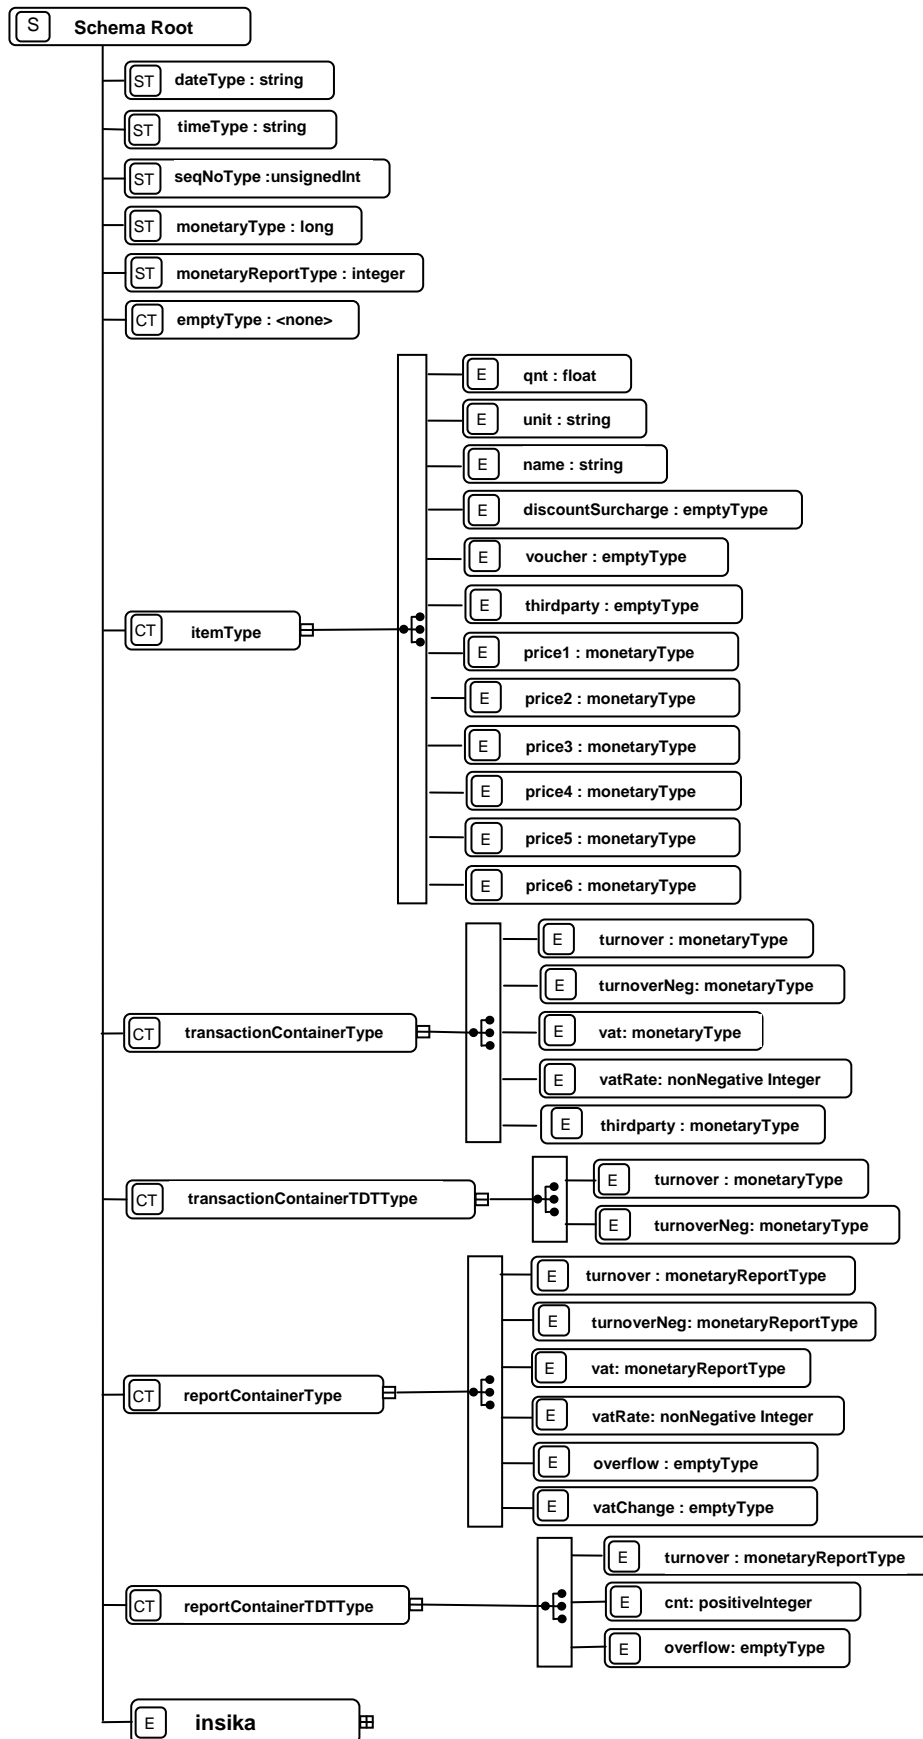 S Schema Root
ST dateType : string
ST timeType : string
ST seqNoType :unsignedInt
ST monetaryType : long
ST monetaryReportType : integer
CT emptyType : <none>
E qnt : float
E unit : string
E name : string
E discountSurcharge : emptyType
E voucher : emptyType
E thirdparty : emptyType
CT itemType
E price1 : monetaryType
E price2 : monetaryType
E price3 : monetaryType
E price4 : monetaryType
E price5 : monetaryType
E price6 : monetaryType
E turnover : monetaryType
E turnoverNeg: monetaryType
CT transactionContainerType
E vat: monetaryType
E vatRate: nonNegative Integer
E thirdparty : monetaryType
CT transactionContainerTDTType
E turnover : monetaryType
E turnoverNeg: monetaryType
E turnover : monetaryReportType
E turnoverNeg: monetaryReportType
E vat: monetaryReportType
CT reportContainerType
E vatRate: nonNegative Integer
E overflow : emptyType
E vatChange : emptyType
E turnover : monetaryReportType
CT reportContainerTDTType
E cnt: positiveInteger
E overflow: emptyType
E insika